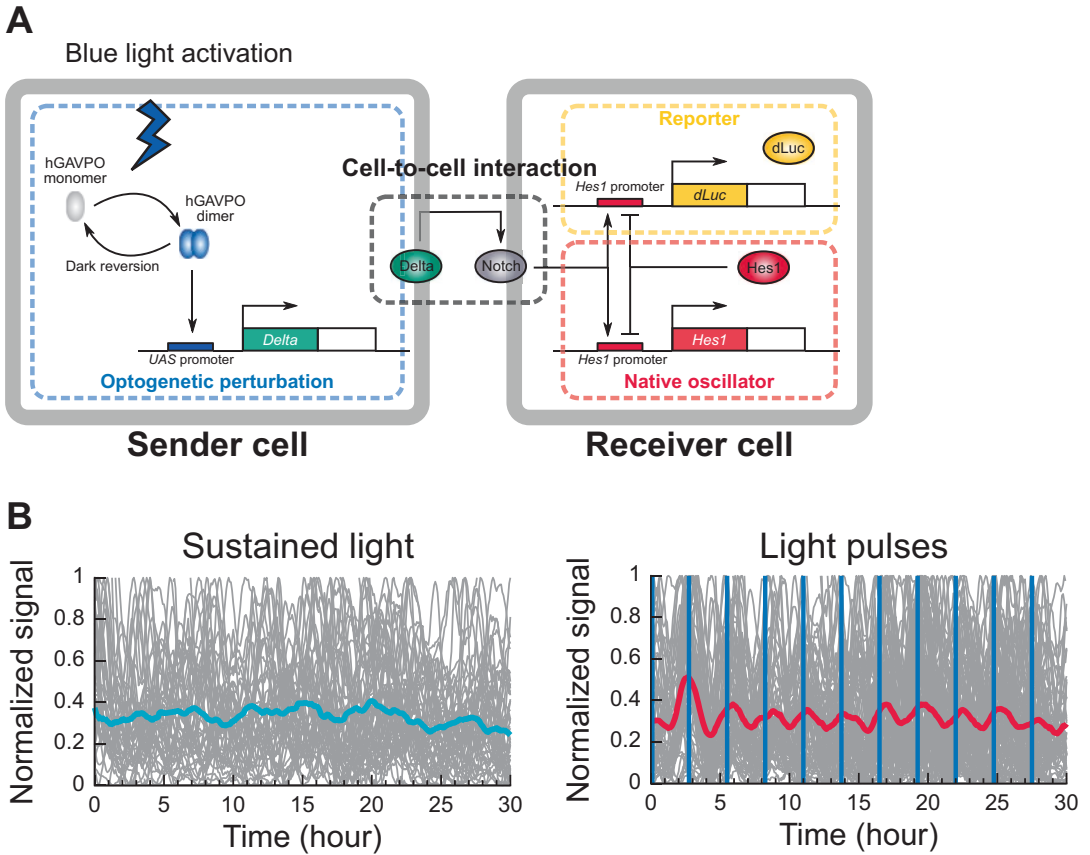 A
Blue light activation
hGAVPO
monomer
hGAVPO
dimer
Dark reversion
UAS promoter
Delta
Optogenetic perturbation
Sender cell
Cell-to-cell interaction
Delta
Notch
Reporter
dLuc
Hes1 promoter
dLuc
Hes1
Hes1 promoter
Hes1
Native oscillator
Receiver cell
B
Sustained light
Normalized signal
1
0.8
0.6
0.4
0.2
0
0 5 10 15 20 25 30
Time (hour)
Light pulses
Normalized signal
1
0.8
0.6
0.4
0.2
0
0 5 10 15 20 25 30
Time (hour)